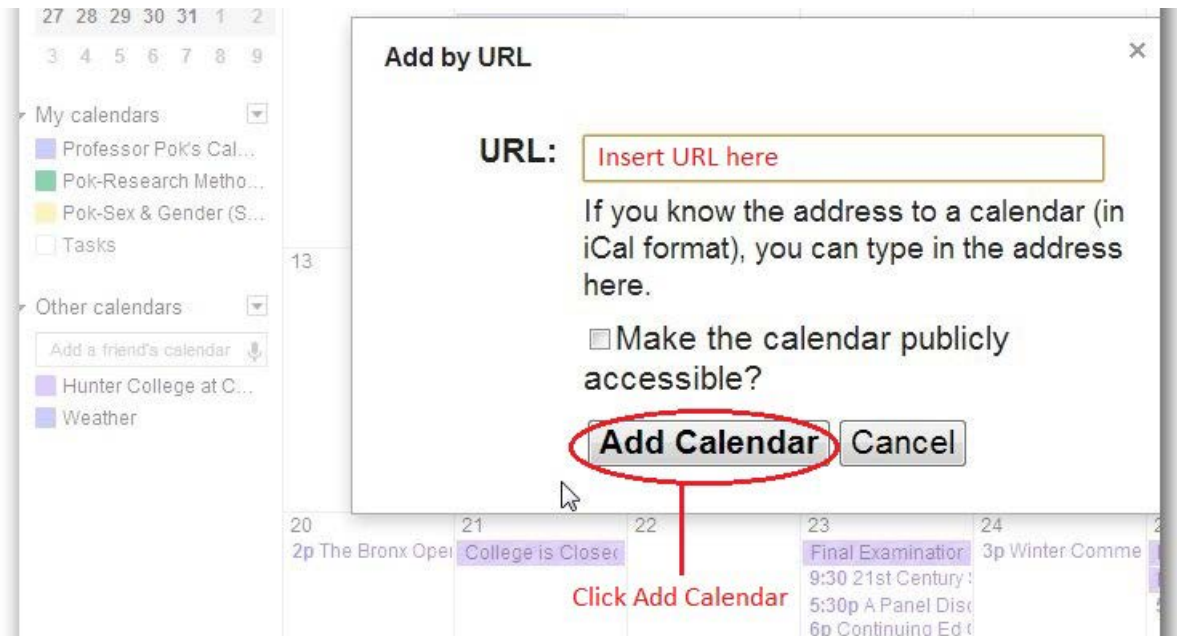 27 28 29 30 31 1 2
3 4 5 6 7 8 9
My calendars
Professor Pok's Cal...
Pok-Research Metho...
Pok-Sex & Gender (S...
Tasks
Other calendars
Add a friend's calendar
Hunter College at C...
Weather
Add by URL
×
URL:
Insert URL here
If you know the address to a calendar (in
iCal format), you can type in the address
here.
Make the calendar publicly
accessible?
Add Calendar Cancel
13
20 21 22 23 24
2p The Bronx Oper College is Closed Final Examination 3p Winter Comme
9:30 21st Century
Click Add Calendar 5:30p A Panel Disc
6p Continuing Ed